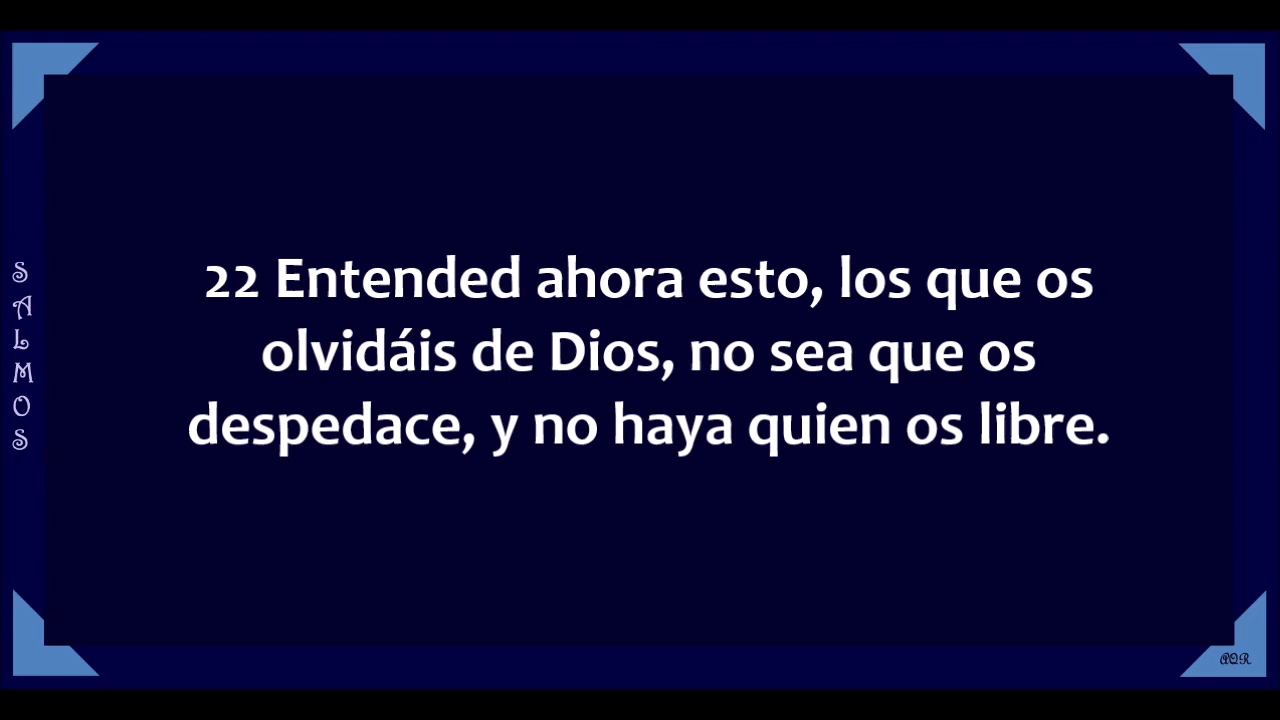 SALMOS
22 Entended ahora esto, los que os
olvidáis de Dios, no sea que os
despedace, y no haya quien os libre.